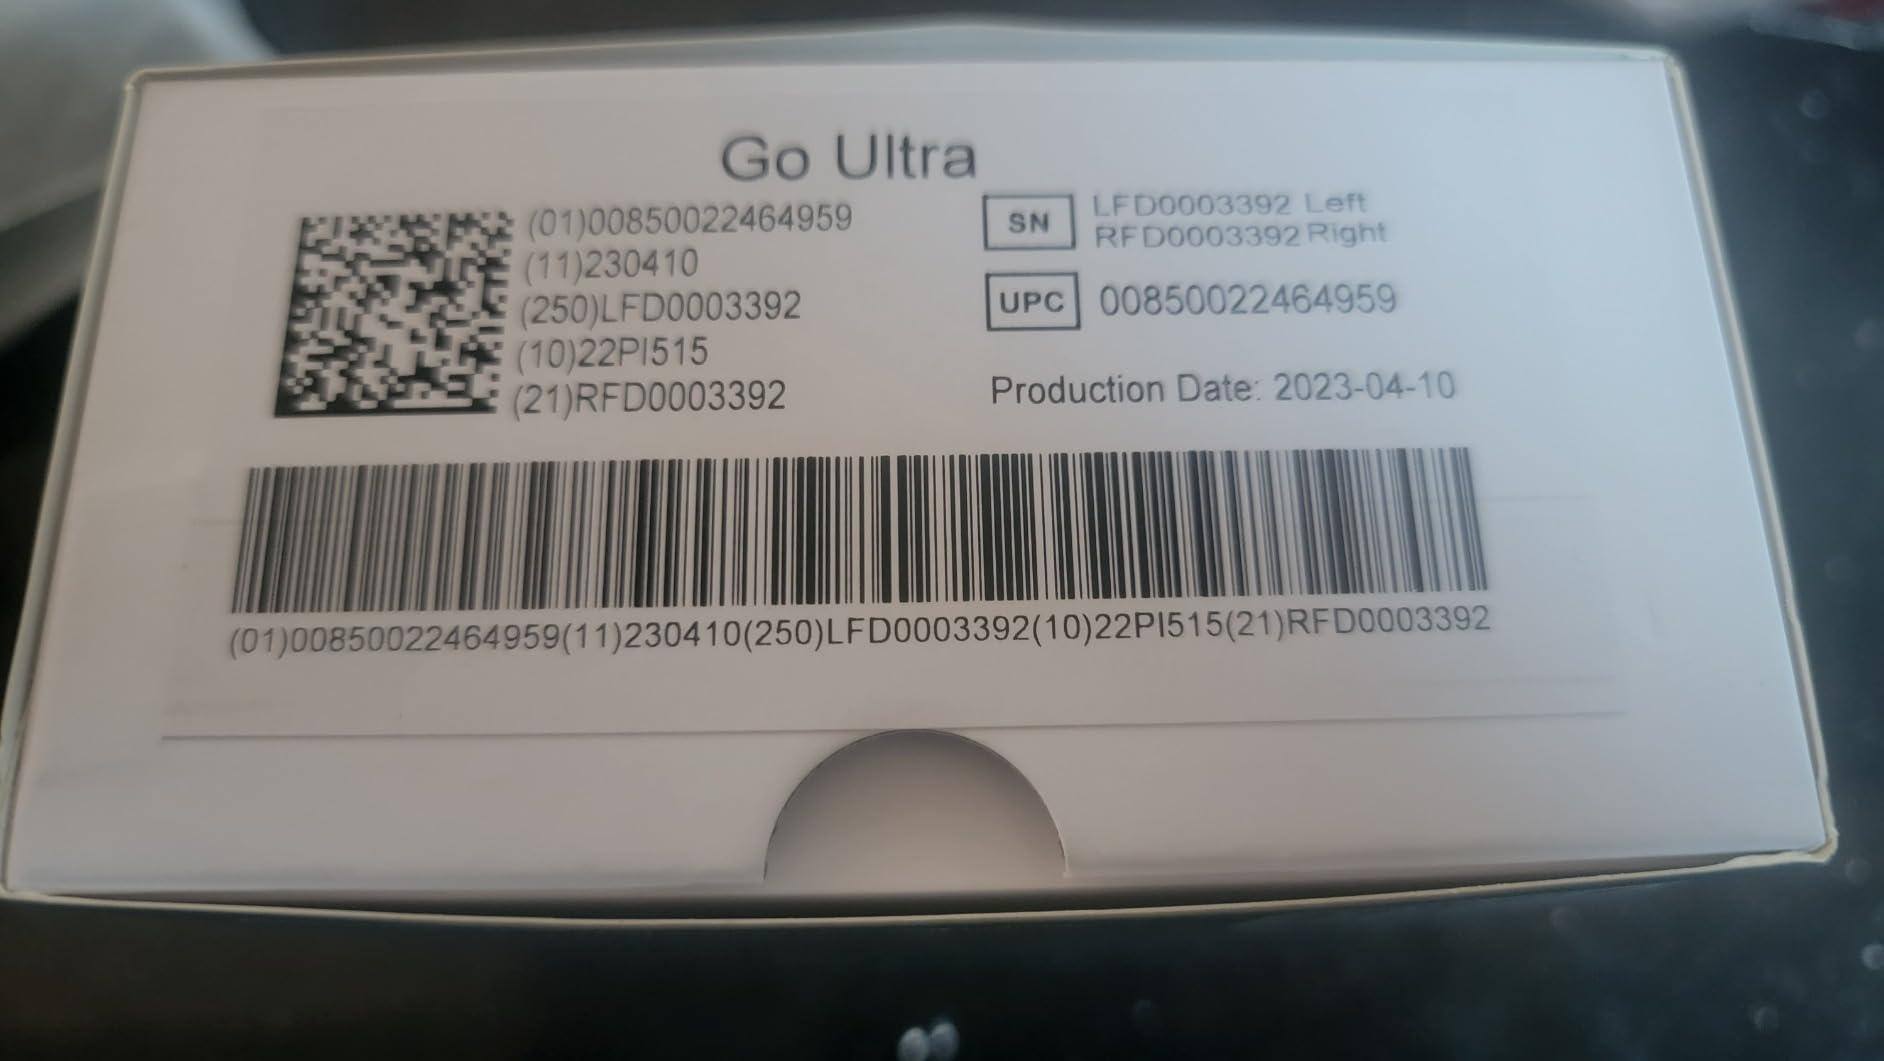 Go Ultra
(01)00850022464959
(11)230410
(250)LFD0003392
(10)22PI515
(21)RFD0003392
SN
LFD0003392 Left
RFD0003392 Right
UPC
00850022464959
Production Date: 2023-04-10
(01)00850022464959(11)230410(250)LFD0003392(10)22PI515(21)RFD0003392